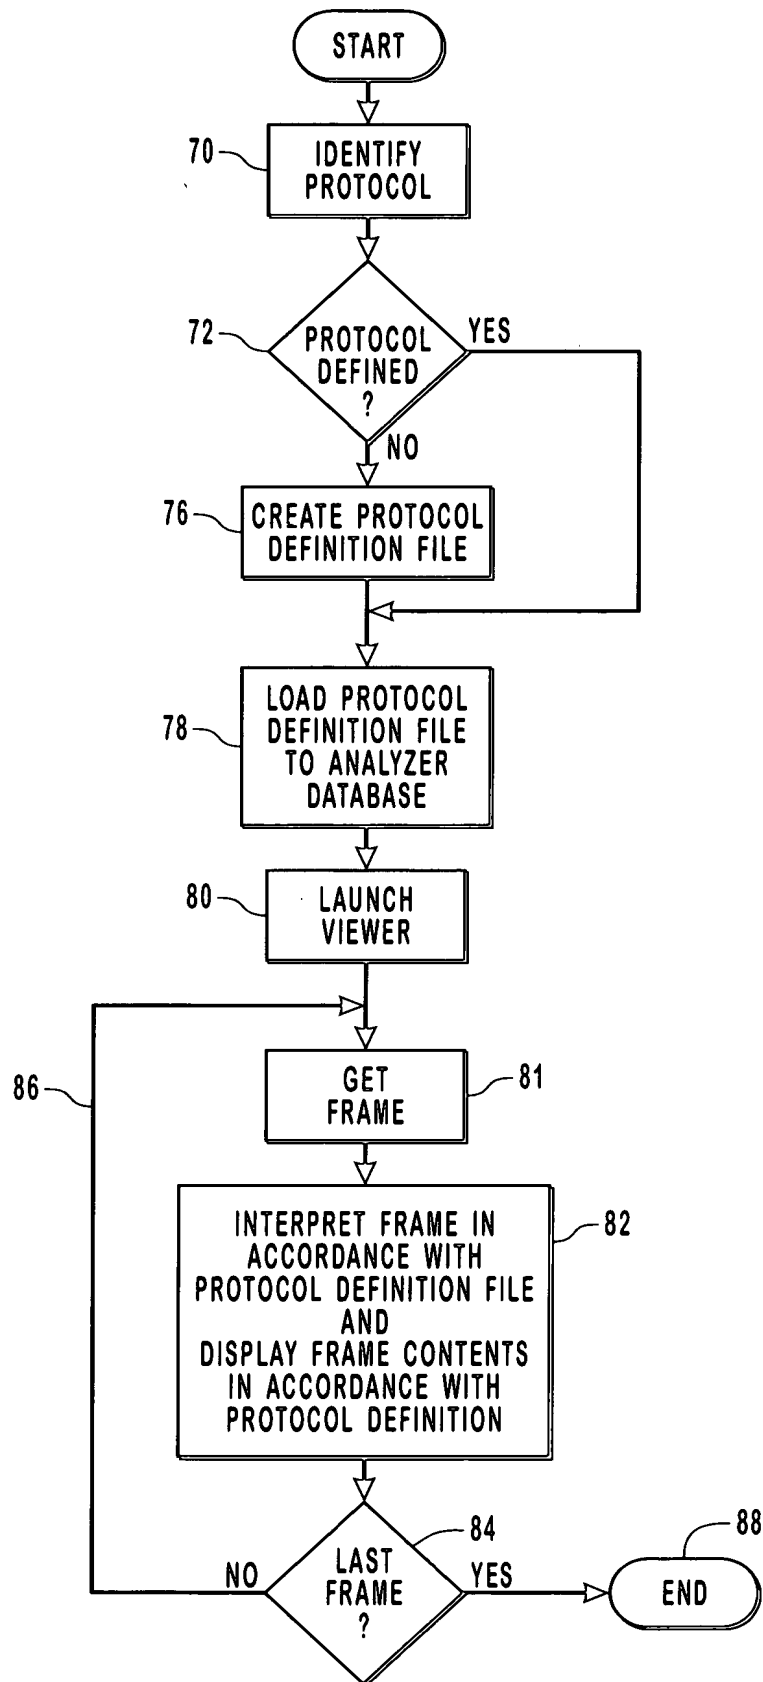 START
70
IDENTIFY
PROTOCOL
72
PROTOCOL
DEFINED
?
YES
NO
76
CREATE PROTOCOL
DEFINITION FILE
78
LOAD PROTOCOL
DEFINITION FILE
TO ANALYZER
DATABASE
80
LAUNCH
VIEWER
86
GET
FRAME
81
INTERPRET FRAME IN
ACCORDANCE WITH
PROTOCOL DEFINITION FILE
AND
DISPLAY FRAME CONTENTS
IN ACCORDANCE WITH
PROTOCOL DEFINITION
82
84
NO
LAST
FRAME
?
YES
88
END